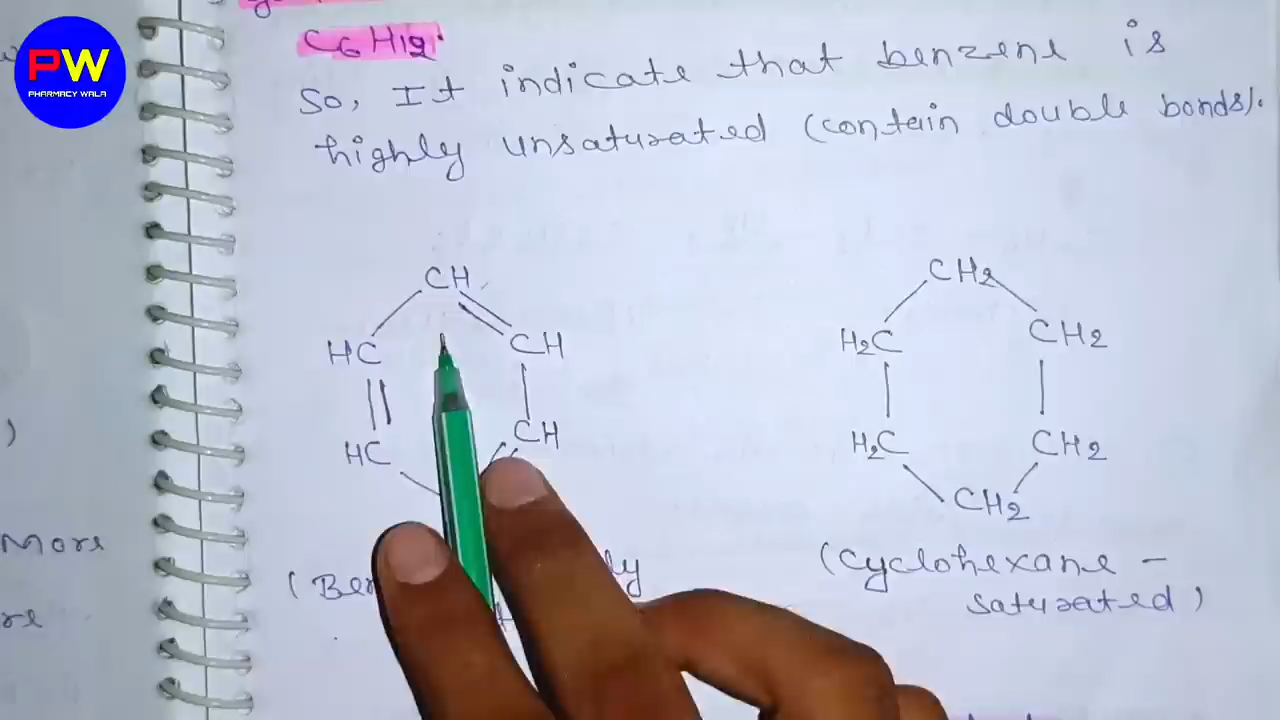 PW
PHARMACY WALA
C6H12.
So, It indicate that benzene is
highly unsaturated (contain double bonds).
CH
HC
CH
HC
CH
CH2
H2C
CH2
H2C
CH2
CH2
(Cyclohexane -
saturated)
)
More